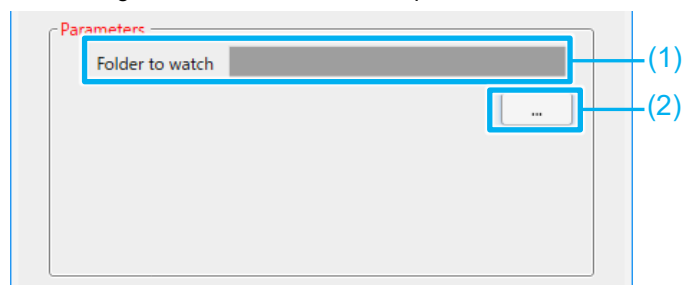 Parameters
Folder to watch (1)
... (2)